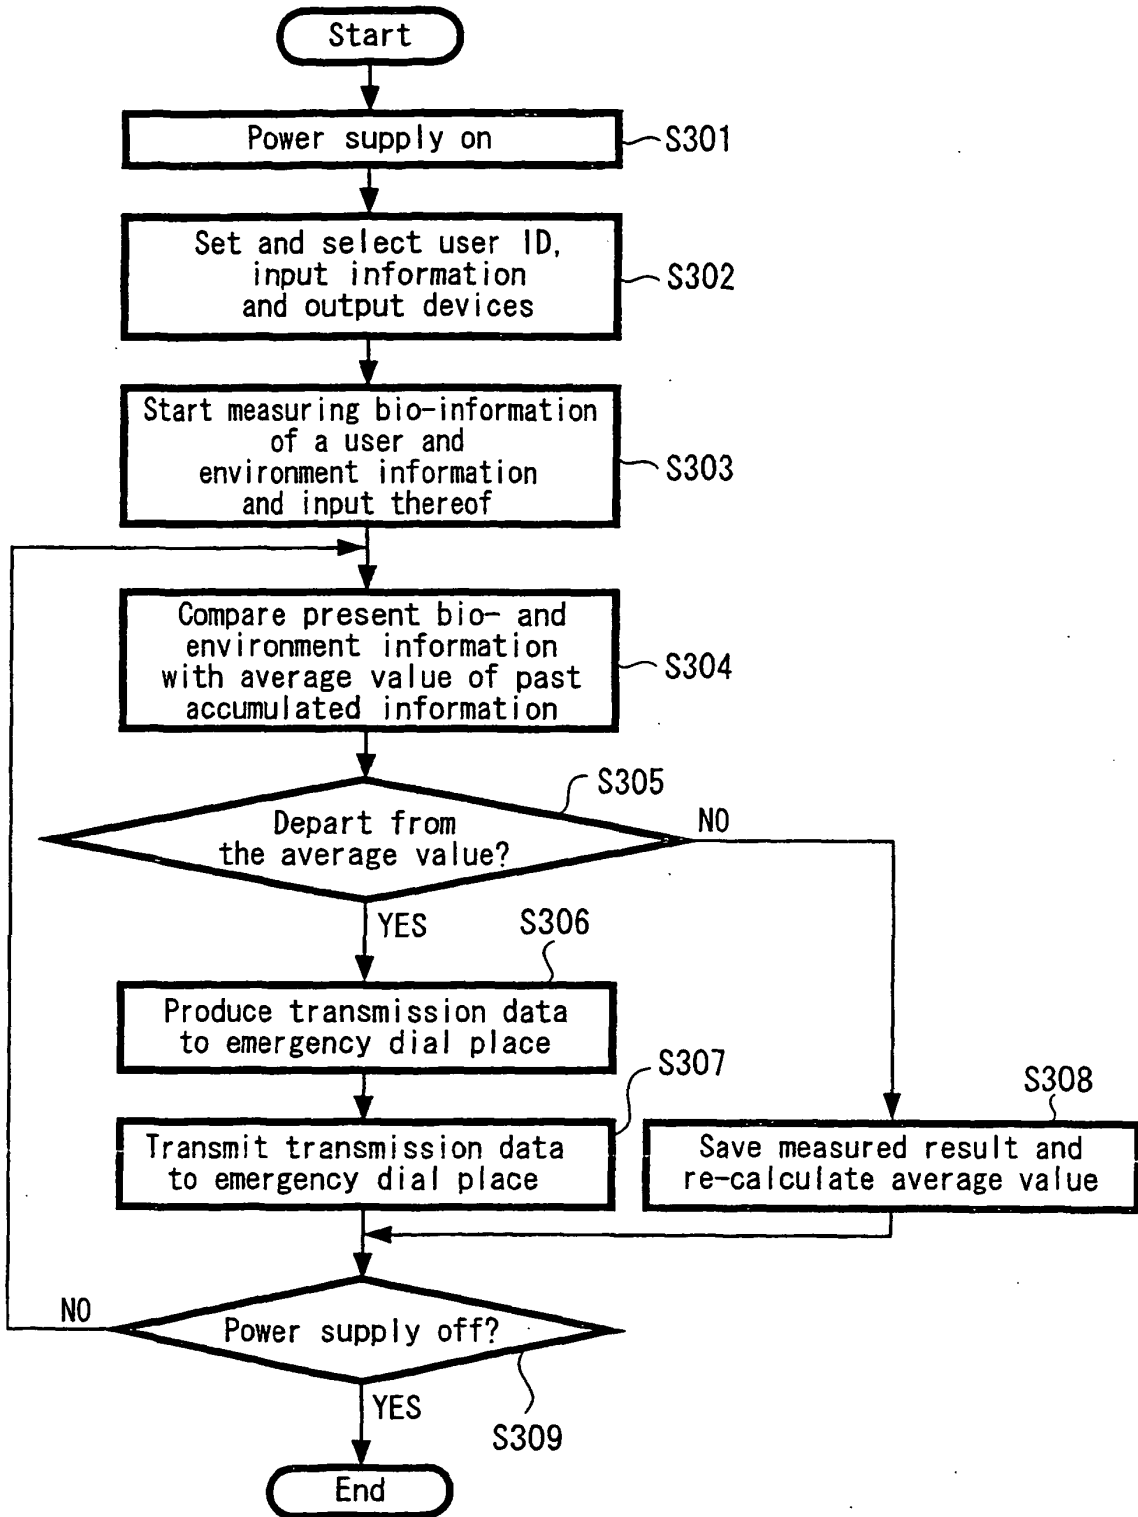 Start
Power supply on
S301
Set and select user ID,
input information
and output devices
S302
Start measuring bio-information
of a user and
environment information
and input thereof
S303
Compare present bio- and
environment information
with average value of past
accumulated information
S304
S305
Depart from
the average value?
NO
YES
S306
Produce transmission data
to emergency dial place
S307
Transmit transmission data
to emergency dial place
S308
Save measured result and
re-calculate average value
NO
Power supply off?
YES
S309
End